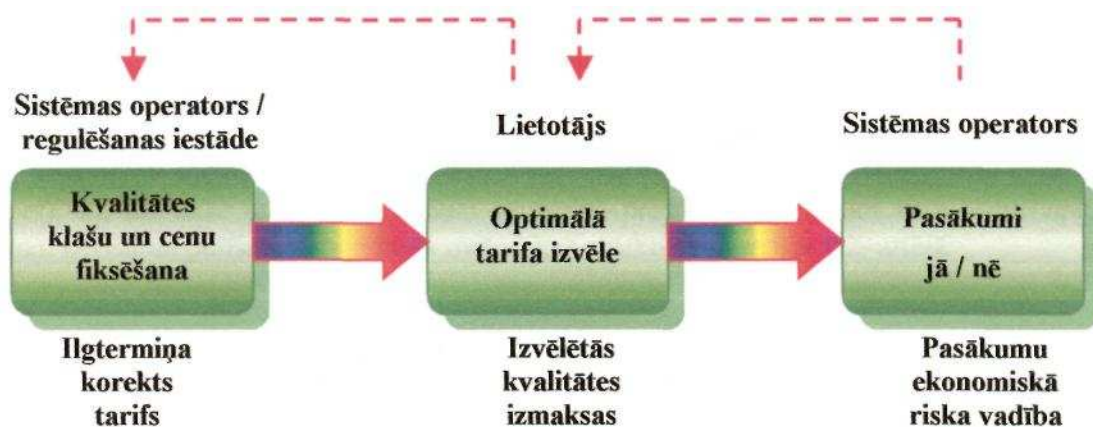 Sistēmas operators /
regulēšanas iestāde
Kvalitātes
klašu un cenu
fiksēšana
Ilgtermiņa
korekts
tarifs
Lietotājs
Optimālā
tarifa izvēle
Izvēlētās
kvalitātes
izmaksas
Sistēmas operators
Pasākumi
jā / nē
Pasākumu
ekonomiskā
riska vadība